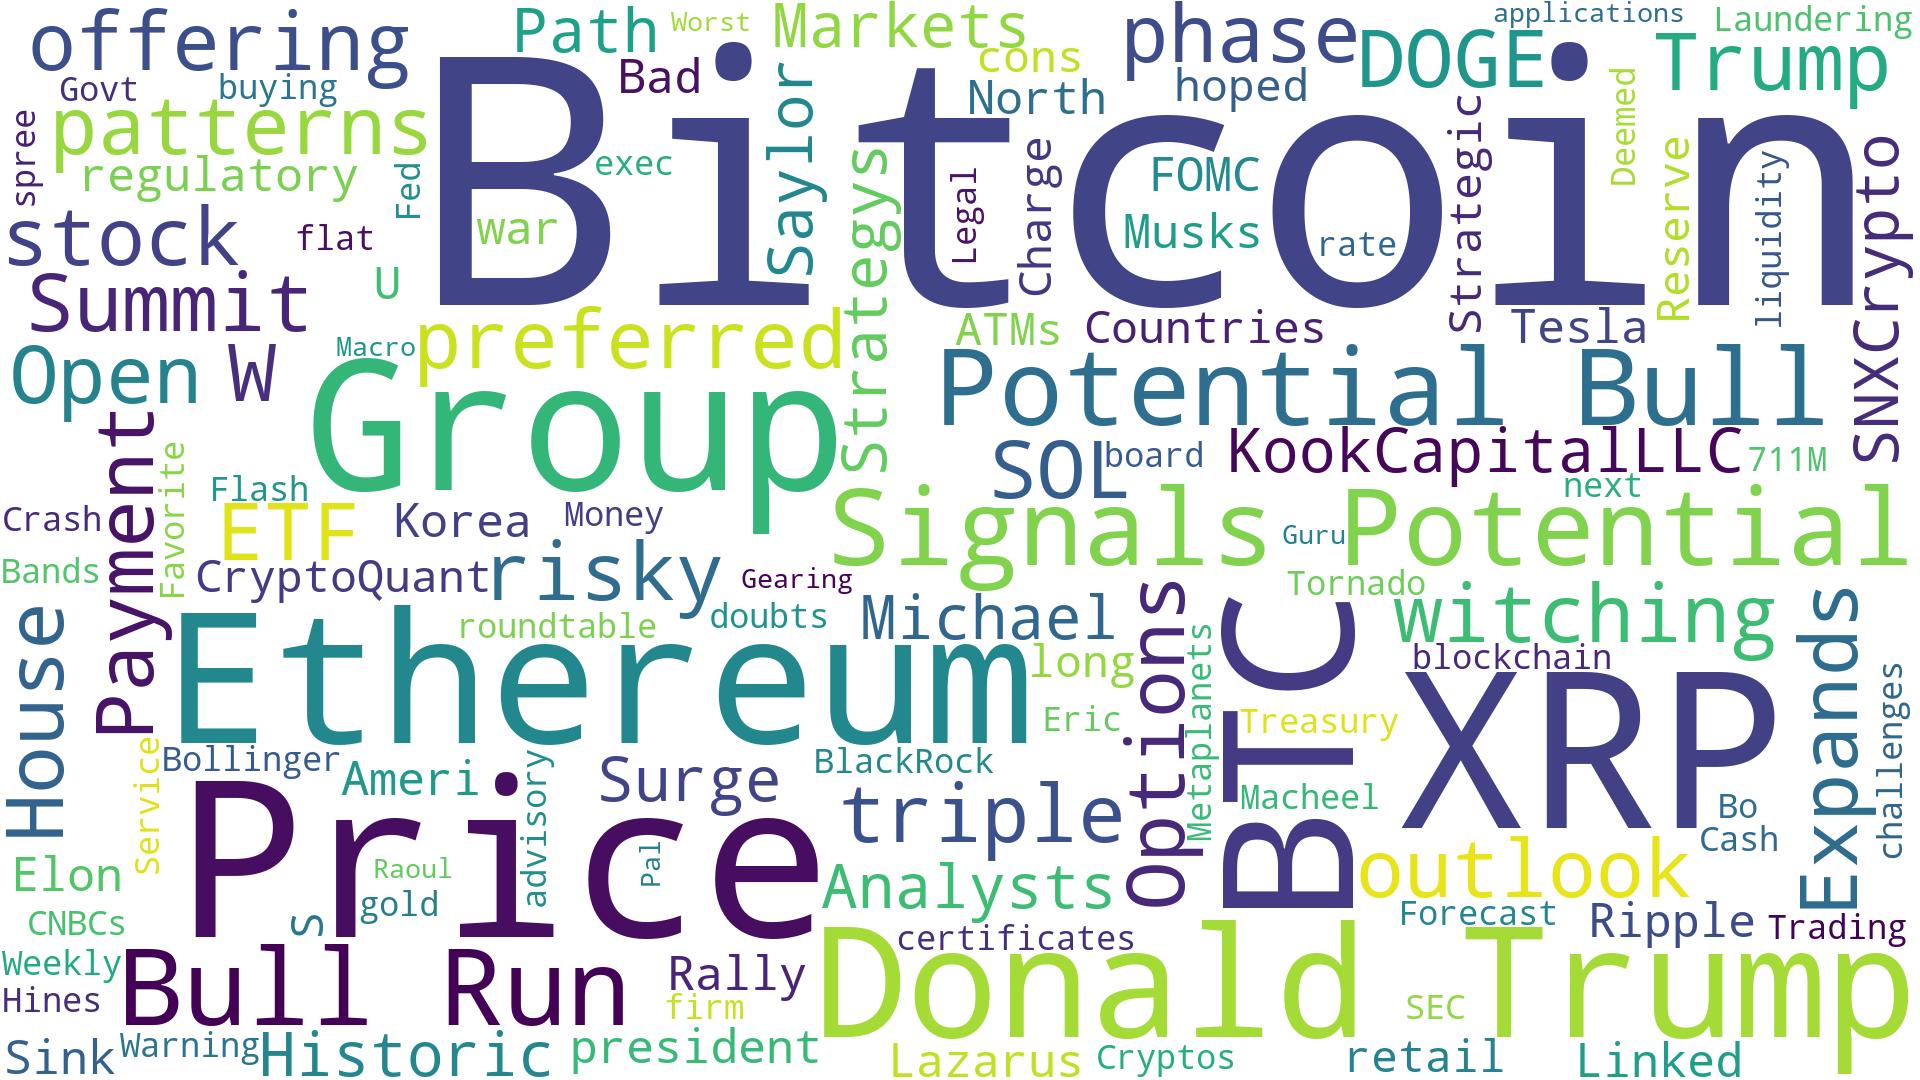 offering
Path
Worst
Markets
cons
phase
applications
Laundering
Govt
buying
Bad
Bitcoin
Saylor
North
hoped
DOGE
Trump
spree
patterns
regulatory
Fed
exec
war
Strategys
Legal
Charge
FOMC
Musks
rate
Strategic
Deemed
Reserve
liquidity
SNXCrypto
stock
flat
U
Summit
Open
W
Macro
preferred
ATMs
Countries
Tesla
Group
Potential Bull
Payment
Favorite
Flash
SOL
board
KookCapitalLLC
711M
next
Crash
ETF
Korea
Money
Signals
Guru
Potential
Bands
CryptoQuant
risky
Gearing
Tornado
House
roundtable
doubts
Michael
Options
witching
Expands
Ethereum
long
Metaplanets
BTC
blockchain
challenges
Eric
Treasury
XRP
Service
Bollinger
Ameri
advisory
Surge
BlackRock
triple
Macheel
Bo
Cash
Price
Elon
Raoul
Pal
gold
S
Analysts
outlook
CNBCs
certificates
Forecast
Ripple
Trading
Weekly
Bull Run
Rally
Donald Trump
Hines
firm
SEC
Sink
Warning
Historic
president
Lazarus
Cryptos
retail
Linked